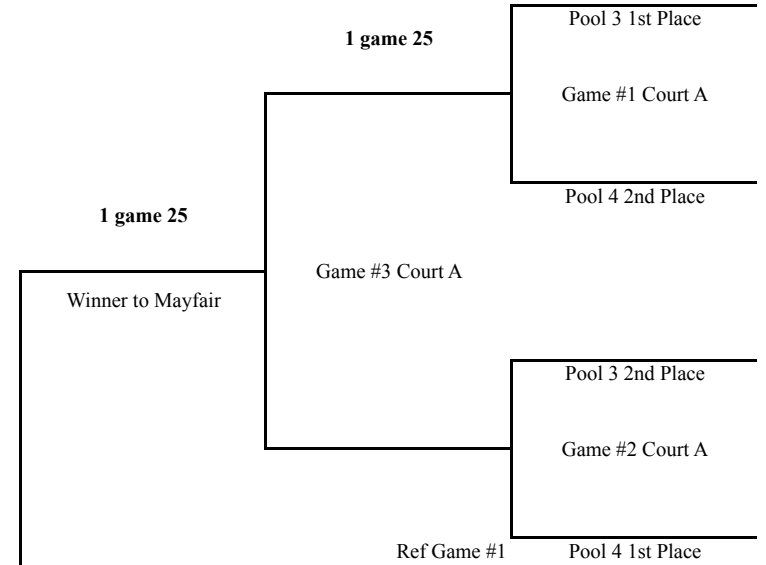 Pool 3 1st Place
1 game 25
Game #1 Court A
Pool 4 2nd Place
1 game 25
Game #3 Court A
Winner to Mayfair
Pool 3 2nd Place
Game #2 Court A
Ref Game #1
Pool 4 1st Place